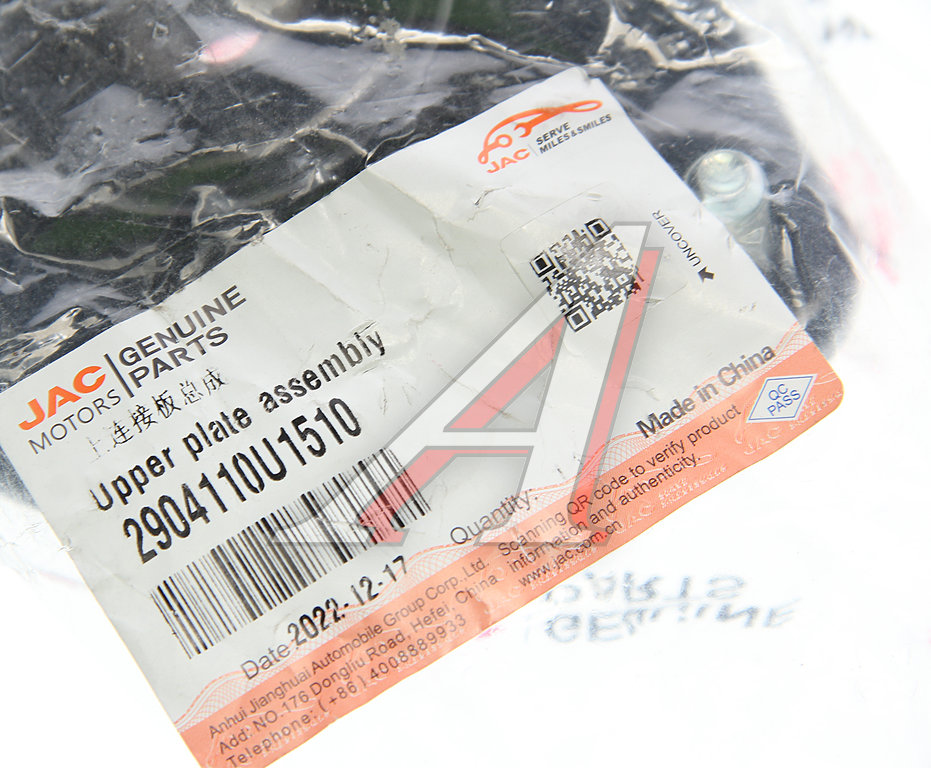 JAC
SERVE
MILES & SMILES
UNCOVER
JAC
MOTORS
GENUINE
PARTS
上连接板总成
Upper plate assembly
2904110U1510
Quantity:
Date 2022-12-17
Made in China
QC
PASS
Scanning QR code to verify product
information and authenticity.
www.jac.com.cn
Anhui Jianghuai Automobile Group Corp.,Ltd.
Add: NO.176 Dongliu Road, Hefei, China
Telephone: (+86) 4008889933
GENUINE
PARTS